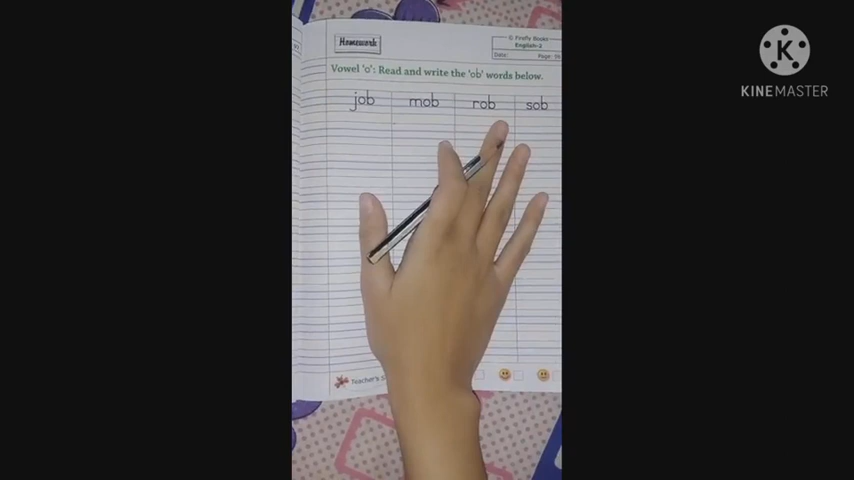 Homework
© Firefly Books
English-2
Date: Page:
Vowel 'o': Read and write the 'ob' words below.
job mob rob sob
Teacher's
K
KINEMASTER